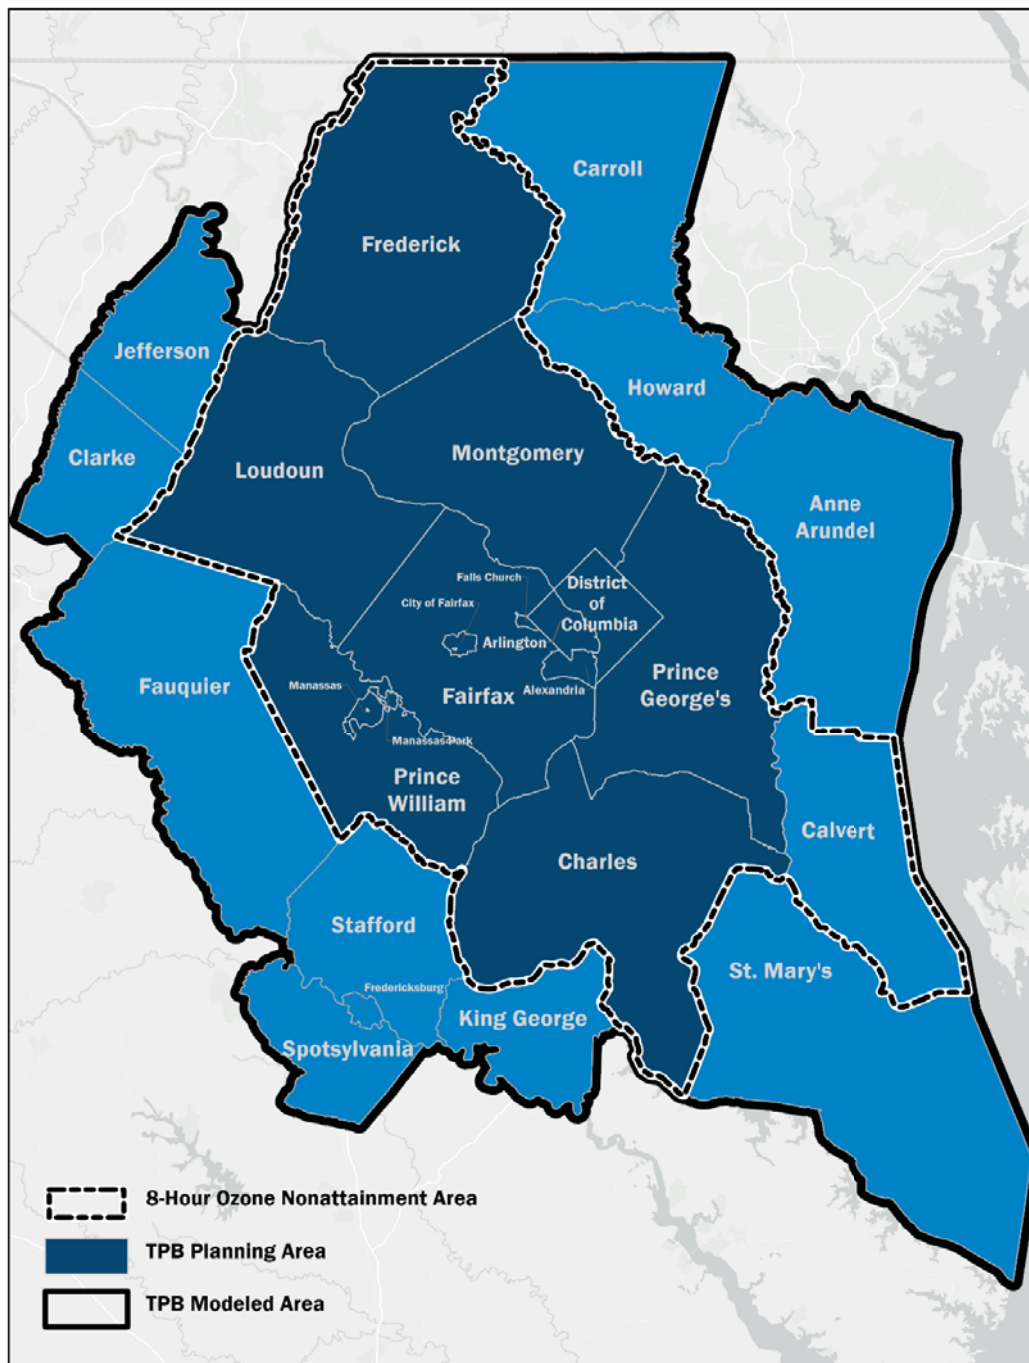 Carroll
Frederick
Jefferson
Howard
Clarke
Loudoun
Montgomery
Anne
Arundel
Falls Church
District
of
Columbia
City of Fairfax
Arlington
Fauquier
Manassas
Fairfax
Alexandria
Prince
George's
Manassas Park
Prince
William
Calvert
Charles
Stafford
St. Mary's
Fredericksburg
King George
Spotsylvania
8-Hour Ozone Nonattainment Area
TPB Planning Area
TPB Modeled Area